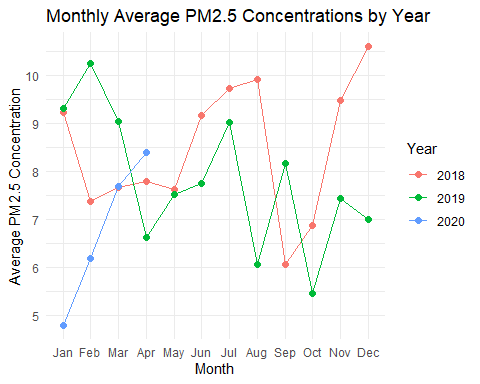 Monthly Average PM2.5 Concentrations by Year
Average PM2.5 Concentration
10
9
8
7
6
5
Jan Feb Mar Apr May Jun Jul Aug Sep Oct Nov Dec
Month
Year
2018
2019
2020